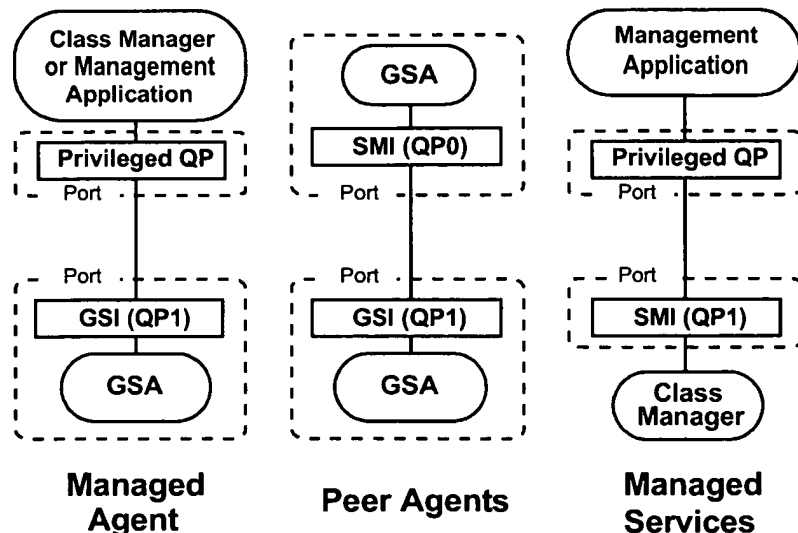 Class Manager
or Management
Application
Privileged QP
Port
Port
GSI (QP1)
GSA
Managed
Agent
GSA
SMI (QP0)
Port
Port
GSI (QP1)
GSA
Peer Agents
Management
Application
Privileged QP
Port
Port
SMI (QP1)
Class
Manager
Managed
Services